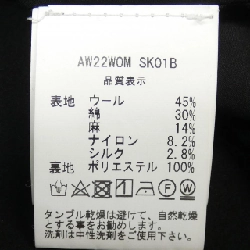 AW22WOM SK01B
品質表示
表地 ウール 45%
綿 30%
麻 14%
ナイロン 8.2%
シルク 2.8%
裏地 ポリエステル 100%
タンブル乾燥は避けて、自然乾燥
とする事をお勧めします。
洗剤は中性洗剤をご使用下さい。